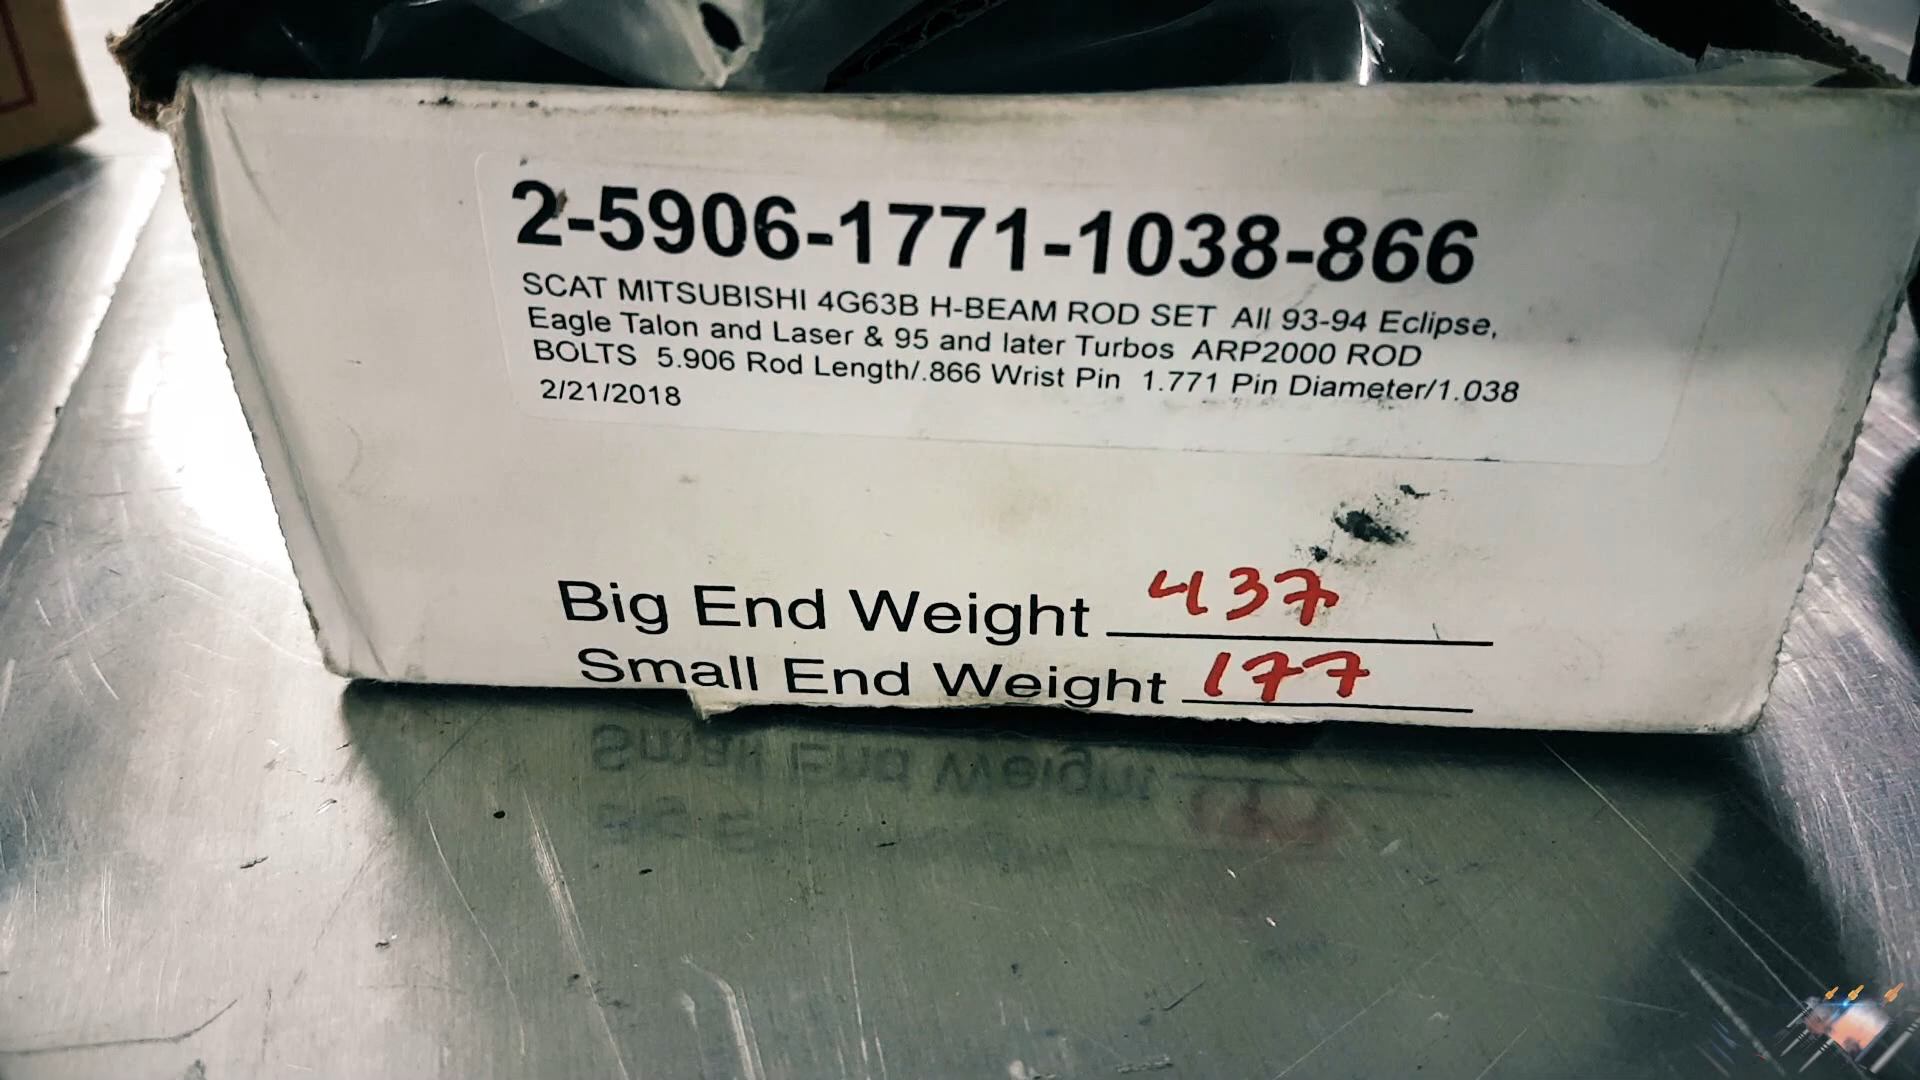 2-5906-1771-1038-866
SCAT MITSUBISHI 4G63B H-BEAM ROD SET All 93-94 Eclipse,
Eagle Talon and Laser & 95 and later Turbos ARP2000 ROD
BOLTS 5.906 Rod Length/.866 Wrist Pin 1.771 Pin Diameter/1.038
2/21/2018
Big End Weight 437
Small End Weight 177